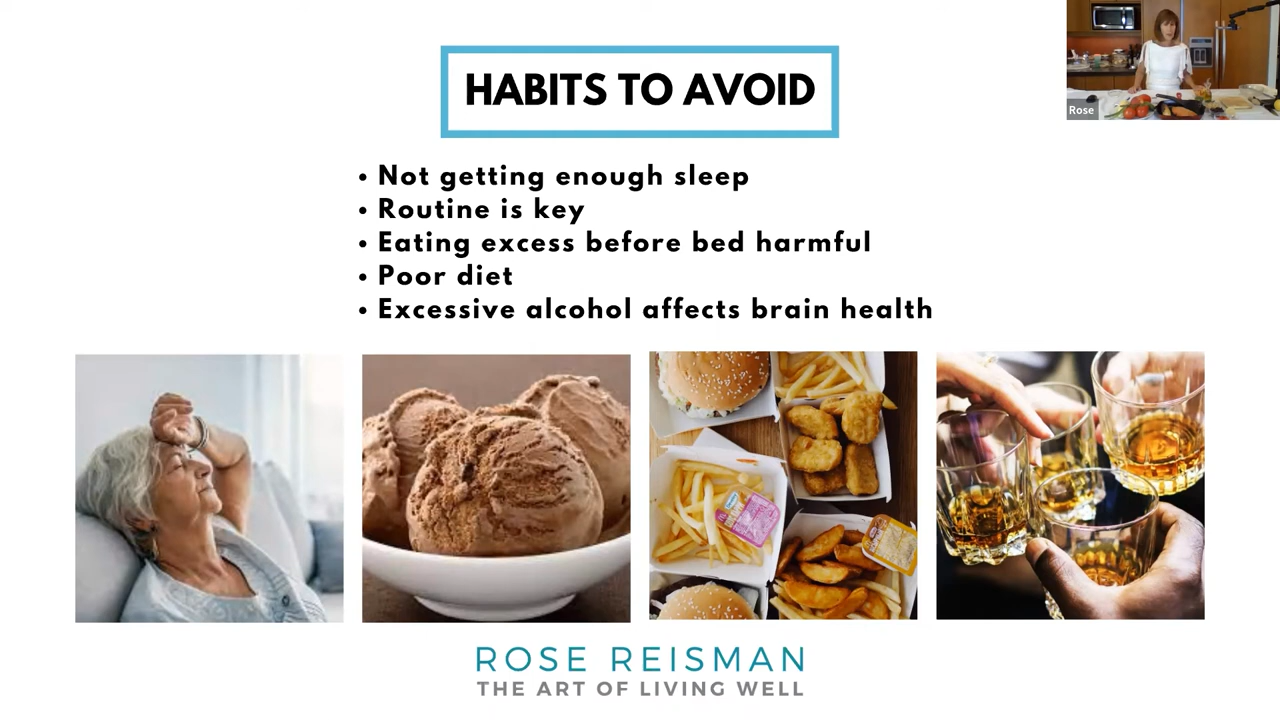 HABITS TO AVOID
Rose
• Not getting enough sleep
• Routine is key
• Eating excess before bed harmful
• Poor diet
• Excessive alcohol affects brain health
ROSE REISMAN
THE ART OF LIVING WELL